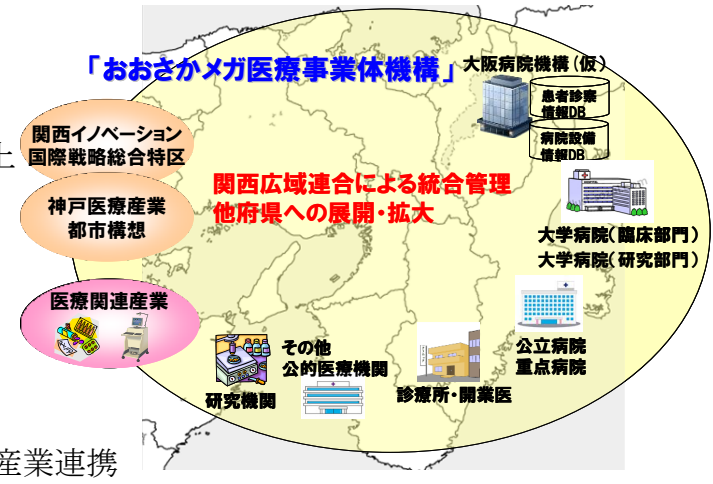 「おおさかメガ医療事業体機構」
大阪病院機構(仮)
患者診察
情報DB
病院設備
情報DB
関西イノベーション
国際戦略総合特区
上
神戸医療産業
都市構想
関西広域連合による統合管理
他府県への展開・拡大
大学病院(臨床部門)
大学病院(研究部門)
医療関連産業
公立病院
重点病院
その他
公的医療機関
研究機関
診療所・開業医
産業連携